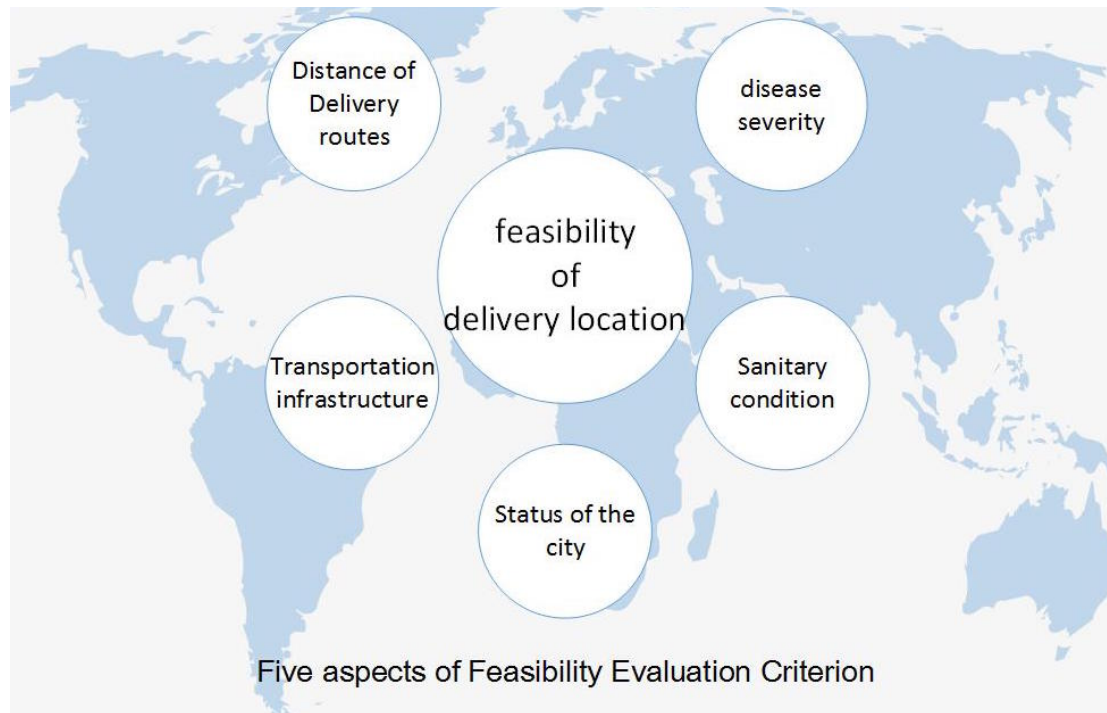 Distance of
Delivery
routes
disease
severity
feasibility
of
delivery location
Transportation
infrastructure
Sanitary
condition
Status of the
city
Five aspects of Feasibility Evaluation Criterion